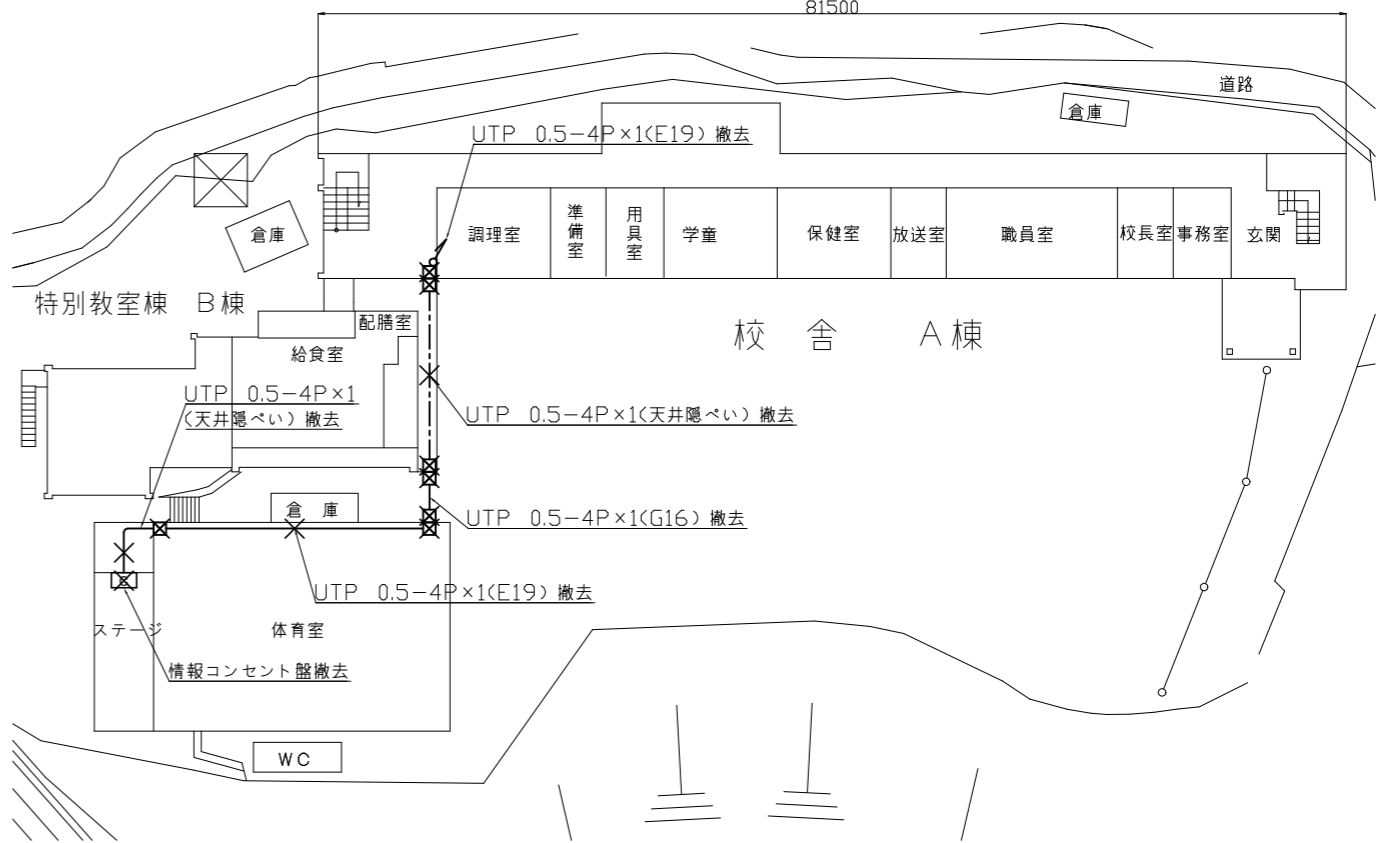 81500
道路
倉庫
UTP 0.5-4P×1(E19) 撤去
倉庫
調理室
準備室
用具室
学童
保健室
放送室
職員室
校長室
事務室
玄関
特別教室棟 B棟
配膳室
給食室
校 舎 A棟
UTP 0.5-4P×1
(天井隠ぺい) 撤去
UTP 0.5-4P×1(天井隠ぺい) 撤去
倉 庫
UTP 0.5-4P×1(G16) 撤去
UTP 0.5-4P×1(E19) 撤去
ステージ
体育室
情報コンセント盤撤去
WC